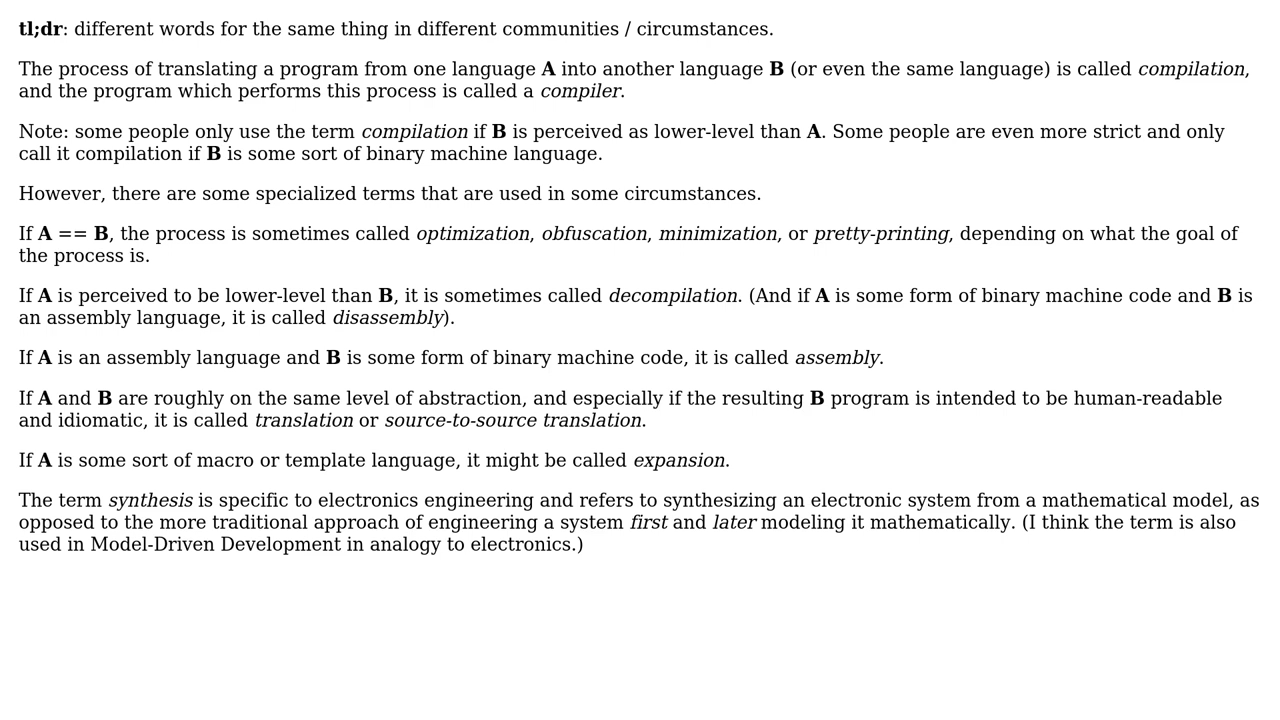 tl;dr: different words for the same thing in different communities / circumstances.
The process of translating a program from one language A into another language B (or even the same language) is called compilation,
and the program which performs this process is called a compiler.
Note: some people only use the term compilation if B is perceived as lower-level than A. Some people are even more strict and only
call it compilation if B is some sort of binary machine language.
However, there are some specialized terms that are used in some circumstances.
If A == B, the process is sometimes called optimization, obfuscation, minimization, or pretty-printing, depending on what the goal of
the process is.
If A is perceived to be lower-level than B, it is sometimes called decompilation. (And if A is some form of binary machine code and B is
an assembly language, it is called disassembly).
If A is an assembly language and B is some form of binary machine code, it is called assembly.
If A and B are roughly on the same level of abstraction, and especially if the resulting B program is intended to be human-readable
and idiomatic, it is called translation or source-to-source translation.
If A is some sort of macro or template language, it might be called expansion.
The term synthesis is specific to electronics engineering and refers to synthesizing an electronic system from a mathematical model, as
opposed to the more traditional approach of engineering a system first and later modeling it mathematically. (I think the term is also
used in Model-Driven Development in analogy to electronics.)